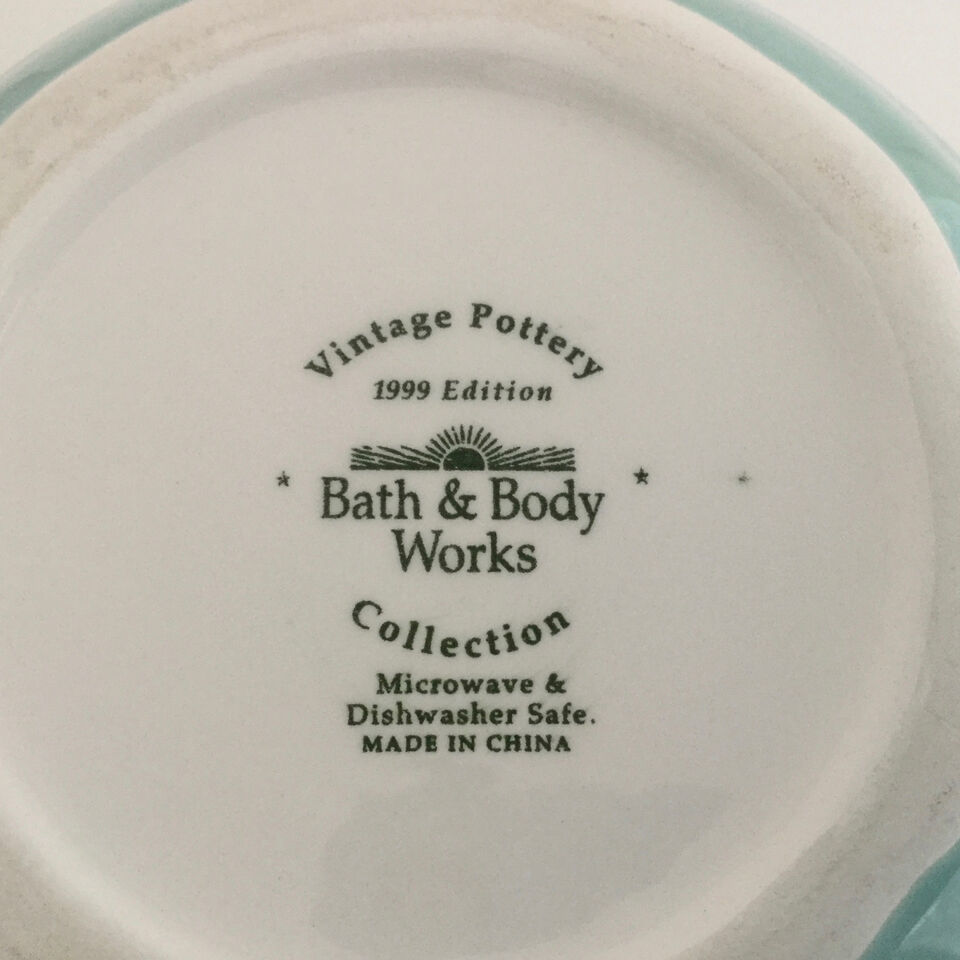 Vintage Pottery
1999 Edition
Bath & Body
Works
Collection
Microwave &
Dishwasher Safe.
MADE IN CHINA